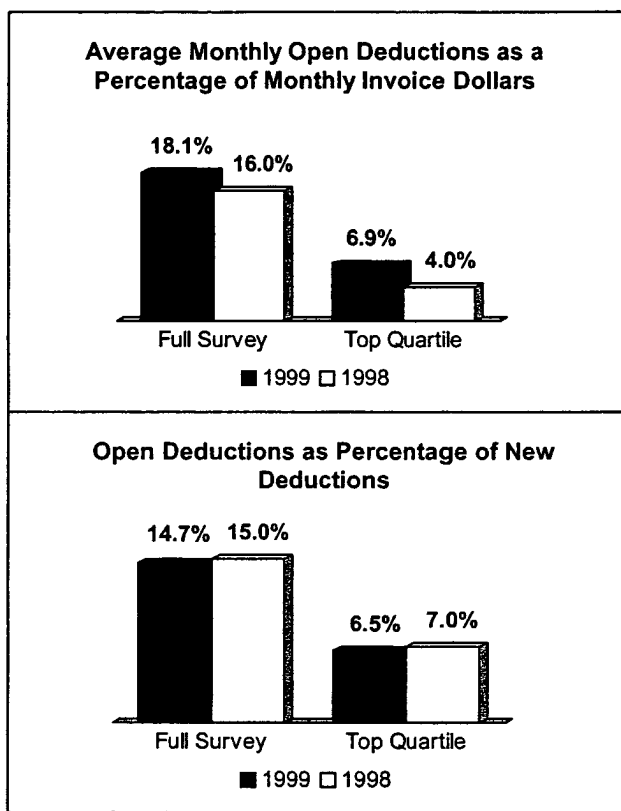 Average Monthly Open Deductions as a
Percentage of Monthly Invoice Dollars
18.1%
16.0%
6.9%
4.0%
Full Survey
Top Quartile
1999 1998
Open Deductions as Percentage of New
Deductions
14.7%
15.0%
6.5%
7.0%
Full Survey
Top Quartile
1999 1998